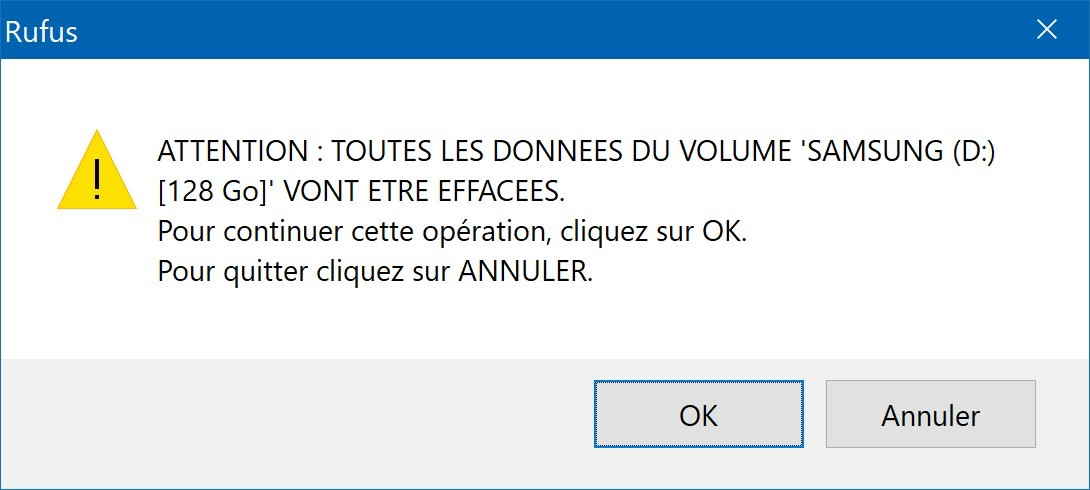 Rufus
ATTENTION : TOUTES LES DONNEES DU VOLUME 'SAMSUNG (D:)
[128 Go]' VONT ETRE EFFACEES.
Pour continuer cette opération, cliquez sur OK.
Pour quitter cliquez sur ANNULER.
OK
Annuler